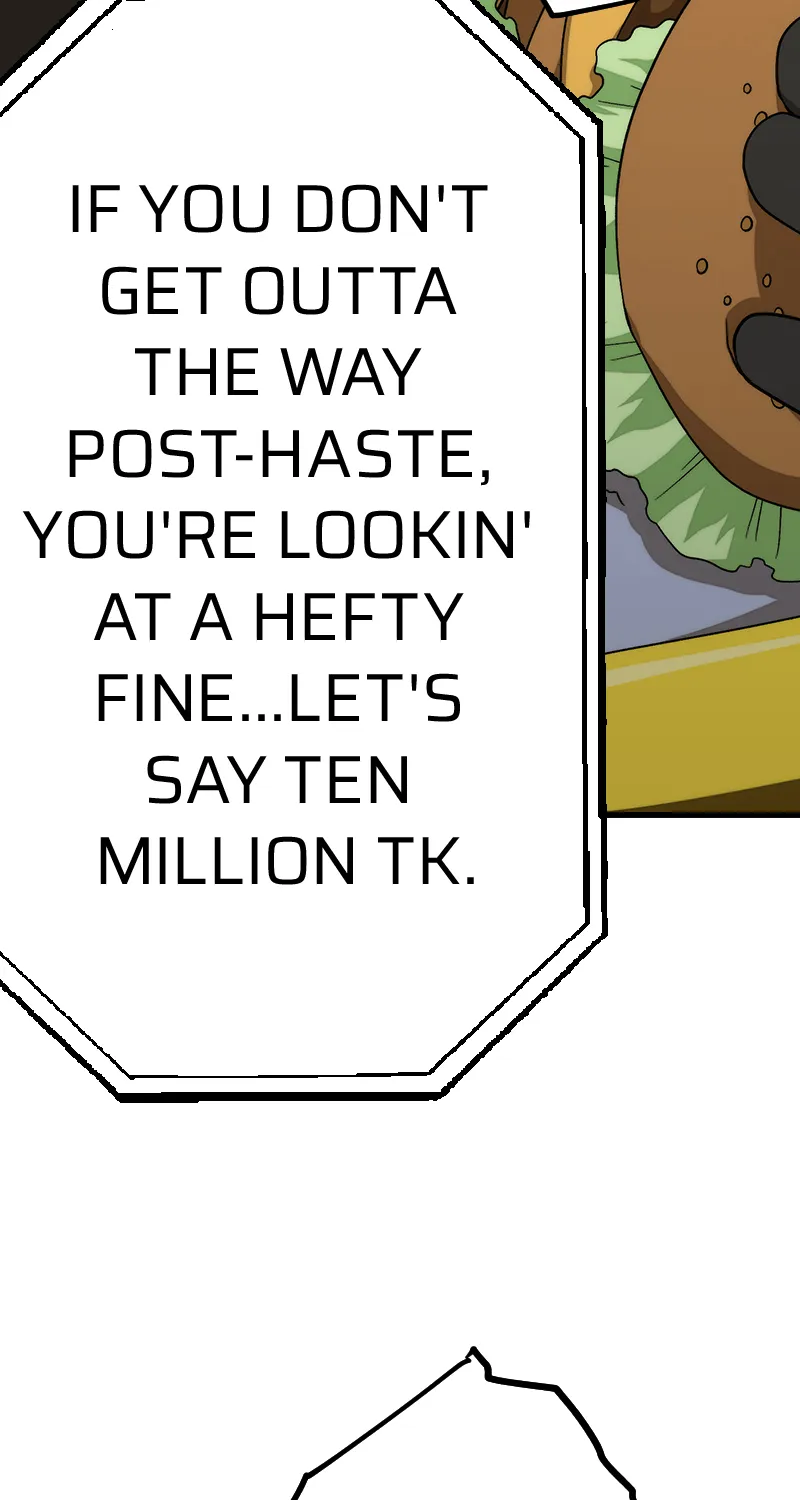 IF YOU DON'T
GET OUTTA
THE WAY
POST-HASTE,
YOU'RE LOOKIN'
AT A HEFTY
FINE...LET'S
SAY TEN
MILLION TK.